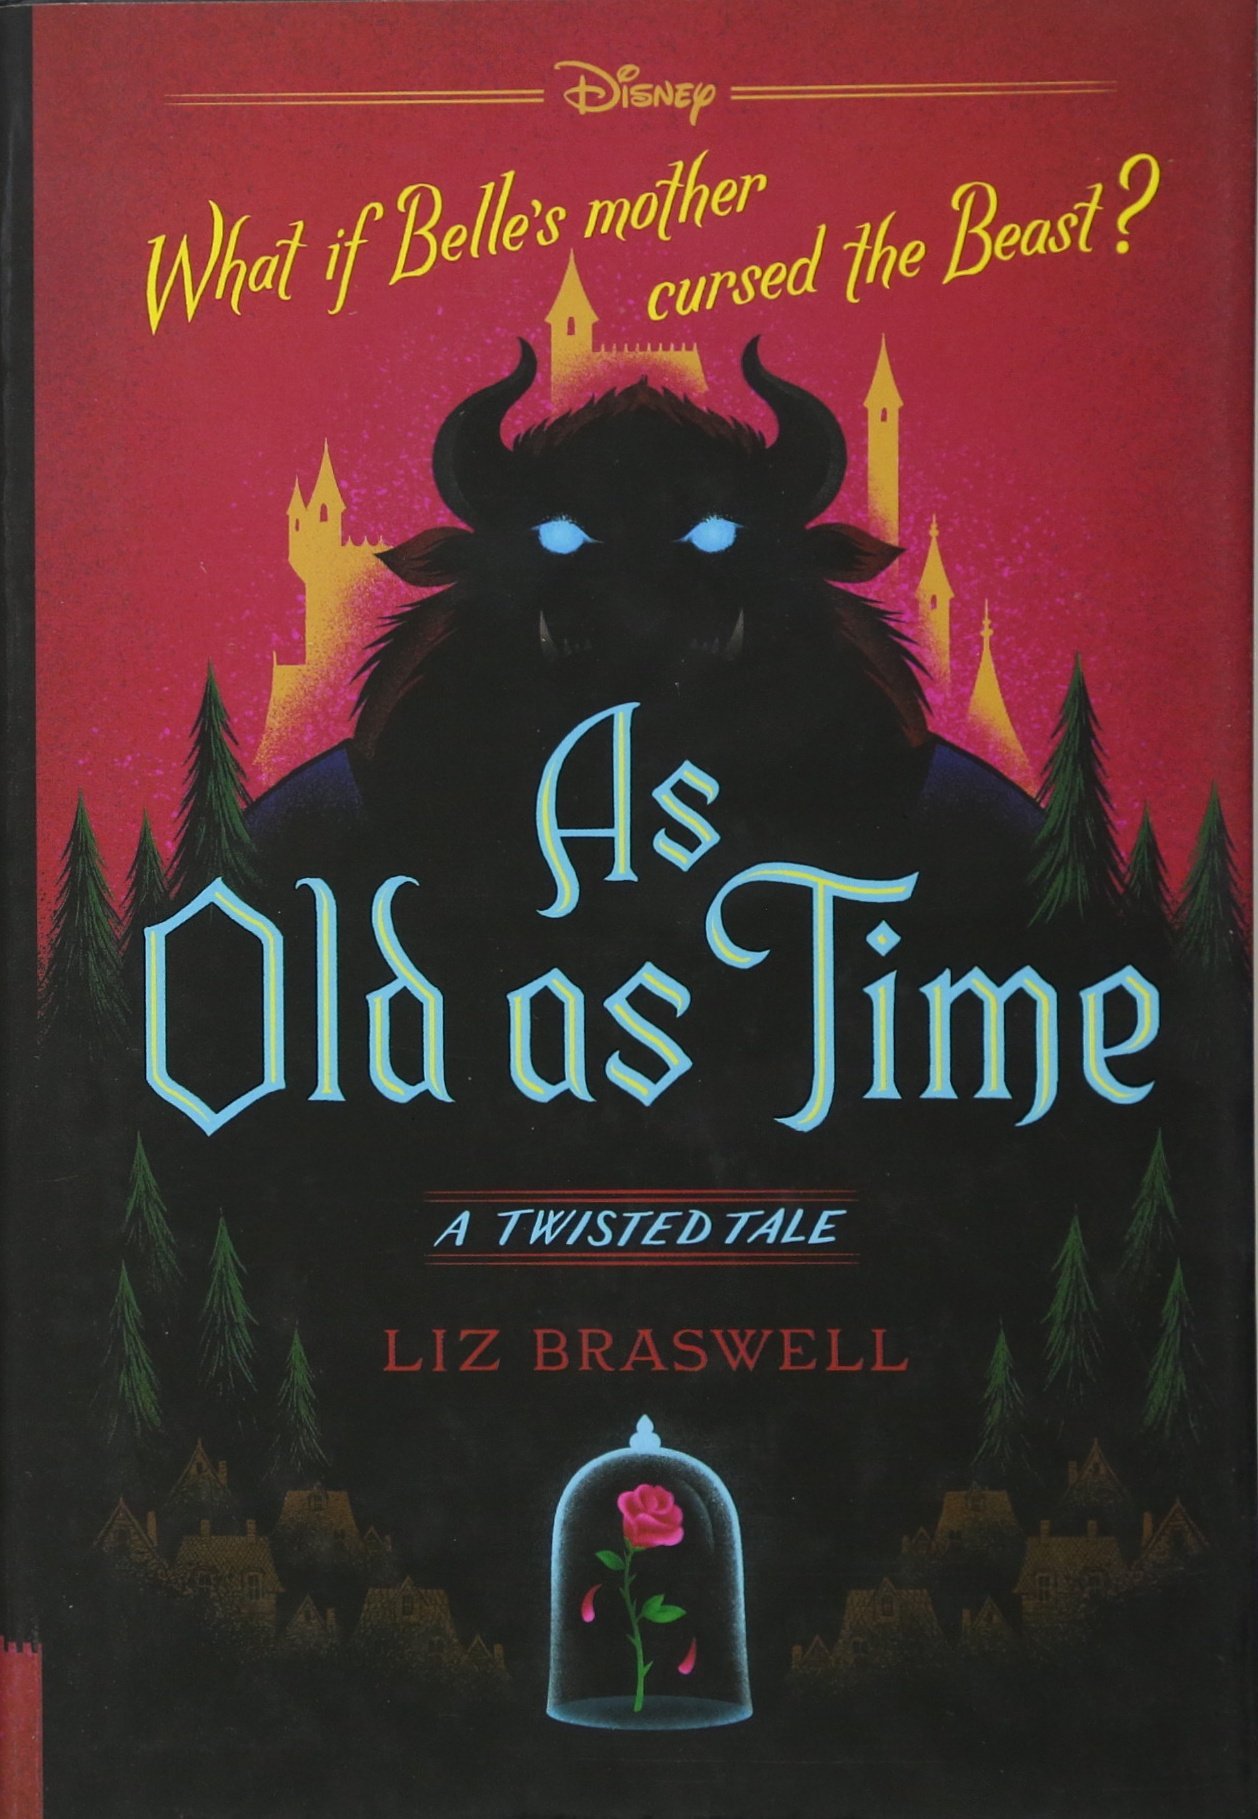 Disney
What if Belle's mother
cursed the Beast?
As
Old as Time
A TWISTED TALE
LIZ BRASWELL